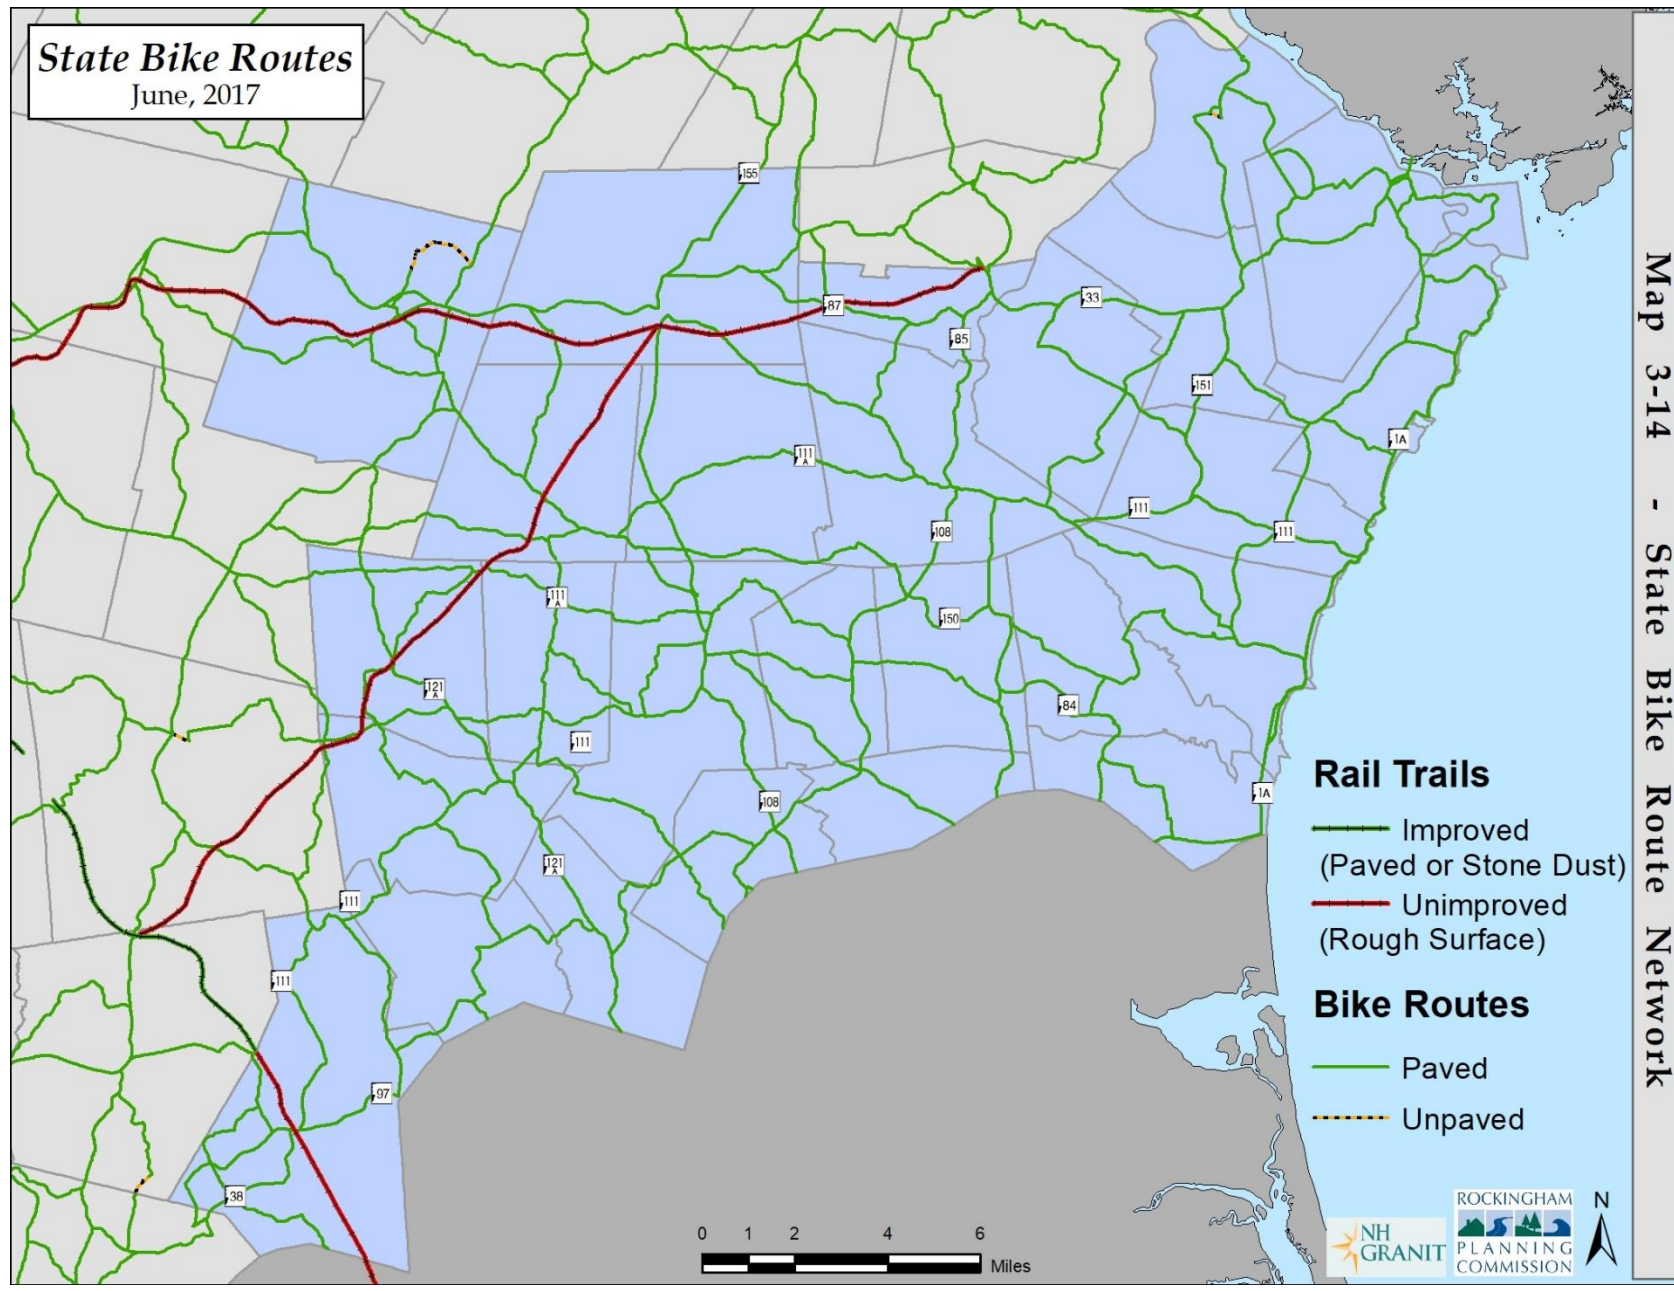 State Bike Routes
June, 2017
155
87
33
85
151
1A
111
A
108
111
111
111
A
150
121
A
84
111
1A
108
121
A
111
111
97
38
Rail Trails
Improved
(Paved or Stone Dust)
Unimproved
(Rough Surface)
Bike Routes
Paved
Unpaved
0 1 2 4 6
Miles
NH
GRANIT
ROCKINGHAM
PLANNING
COMMISSION
N
Map 3-14 - State Bike Route Network